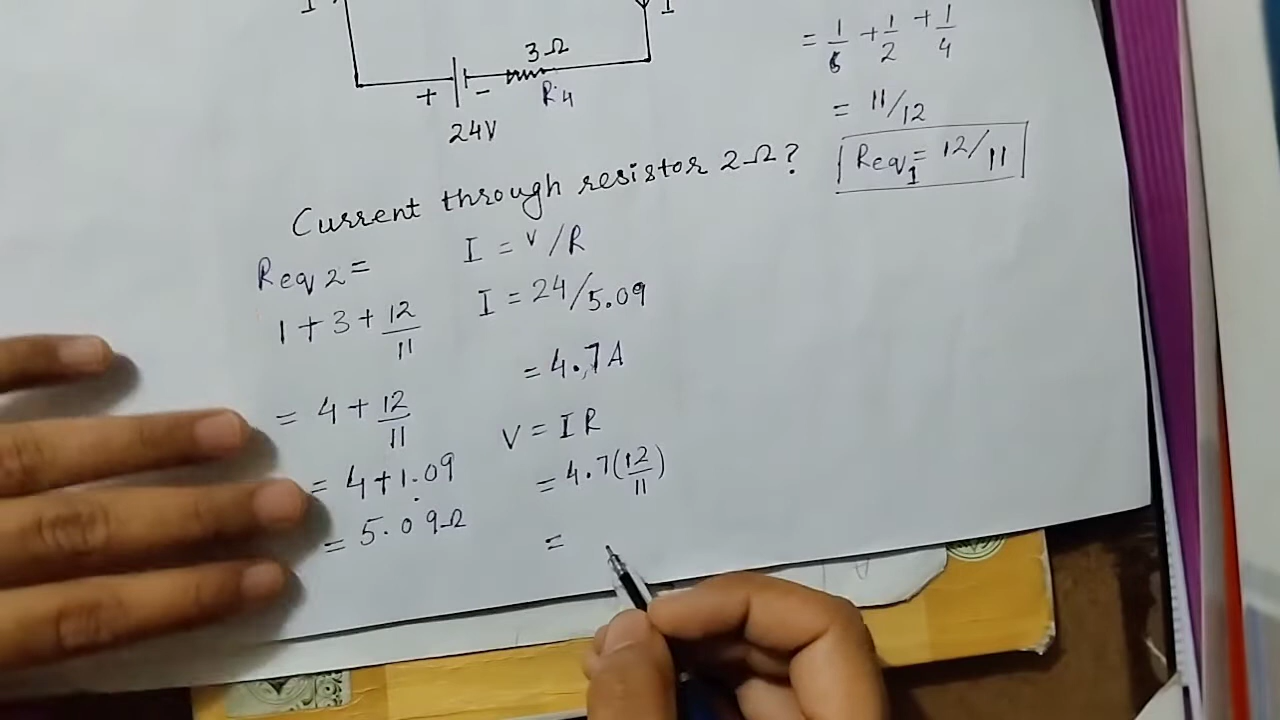 I
I
3Ω
R4
+ -
24V
= 1/6 + 1/2 + 1/4
= 11/12
Req1 = 12/11
Current through resistor 2Ω?
Req2 =
1 + 3 + 12/11
= 4 + 12/11
= 4 + 1.09
= 5.09Ω
I = V/R
I = 24/5.09
= 4.7A
V = IR
= 4.7(12/11)
=